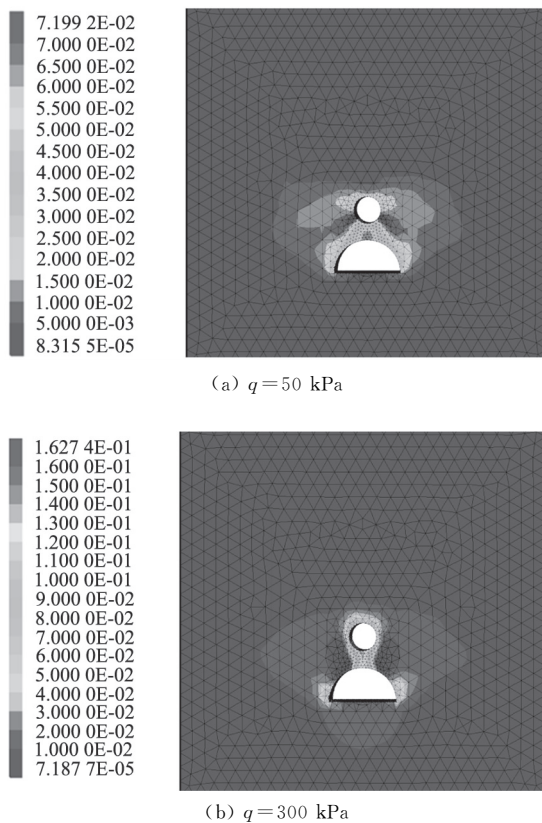 7.199 2E-02
7.000 0E-02
6.500 0E-02
6.000 0E-02
5.500 0E-02
5.000 0E-02
4.500 0E-02
4.000 0E-02
3.500 0E-02
3.000 0E-02
2.500 0E-02
2.000 0E-02
1.500 0E-02
1.000 0E-02
5.000 0E-03
8.315 5E-05
(a) q=50 kPa
1.627 4E-01
1.600 0E-01
1.500 0E-01
1.400 0E-01
1.300 0E-01
1.200 0E-01
1.100 0E-01
1.000 0E-01
9.000 0E-02
8.000 0E-02
7.000 0E-02
6.000 0E-02
5.000 0E-02
4.000 0E-02
3.000 0E-02
2.000 0E-02
1.000 0E-02
7.187 7E-05
(b) q=300 kPa